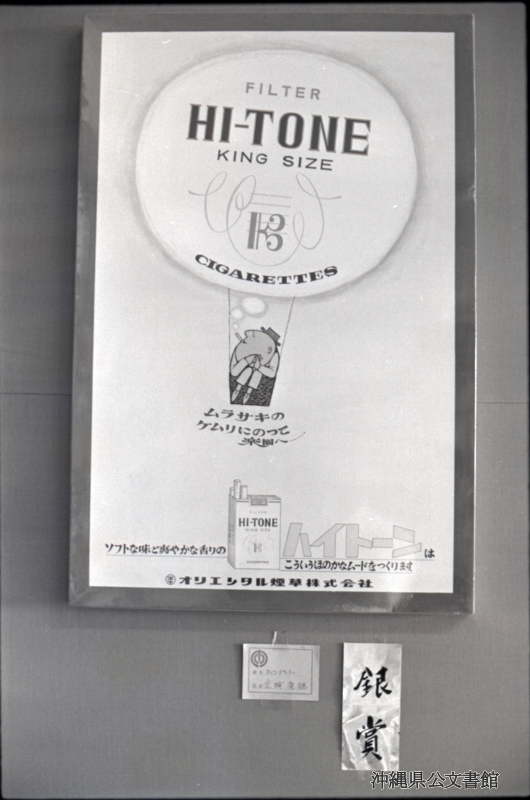 FILTER
HI-TONE
KING SIZE
CIGARETTES
ムラサキの
ケムリにのって
楽園へ
FILTER
HI-TONE
KING SIZE
ソフトな味と爽やかな香りの
ハイトーンは
こういうほのかなムードをつくります
オリエンタル煙草株式会社
銀賞
沖縄県公文書館